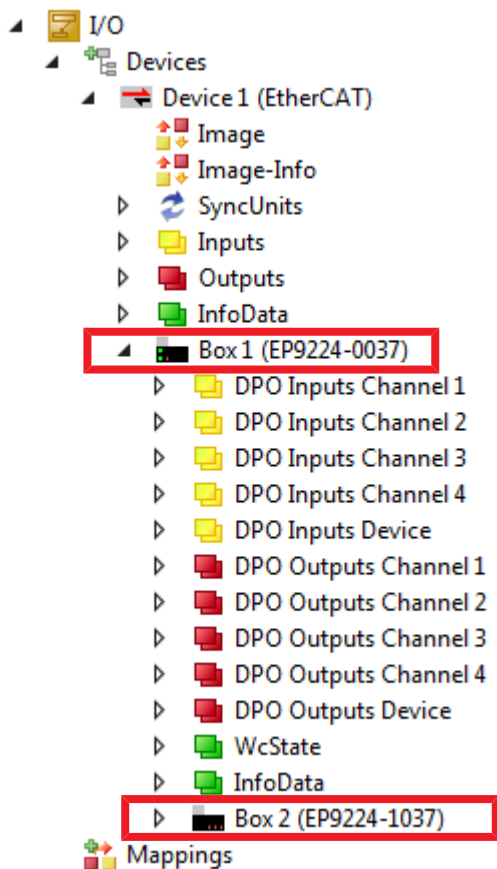 I/O
Devices
Device 1 (EtherCAT)
Image
Image-Info
SyncUnits
Inputs
Outputs
InfoData
Box 1 (EP9224-0037)
DPO Inputs Channel 1
DPO Inputs Channel 2
DPO Inputs Channel 3
DPO Inputs Channel 4
DPO Inputs Device
DPO Outputs Channel 1
DPO Outputs Channel 2
DPO Outputs Channel 3
DPO Outputs Channel 4
DPO Outputs Device
WcState
InfoData
Box 2 (EP9224-1037)
Mappings